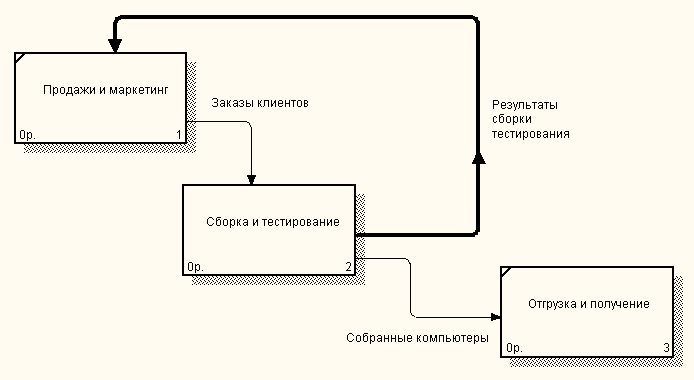 Продажи и маркетинг
0р. 1
Заказы клиентов
Результаты
сборки
тестирования
Сборка и тестирование
0р. 2
Отгрузка и получение
0р. 3
Собранные компьютеры